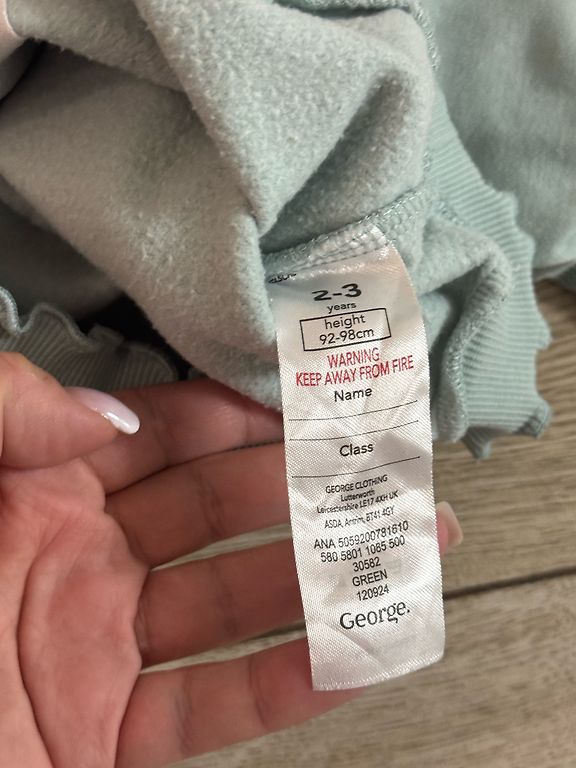 2-3
years
height
92-98cm
WARNING
KEEP AWAY FROM FIRE
Name
Class
GEORGE CLOTHING
Lutterworth
Leicestershire LE17 4XH UK
ASDA, Antrim, BT41 4GY
ANA 5059200781610
580 5801 1085 500
30582
GREEN
120924
George.